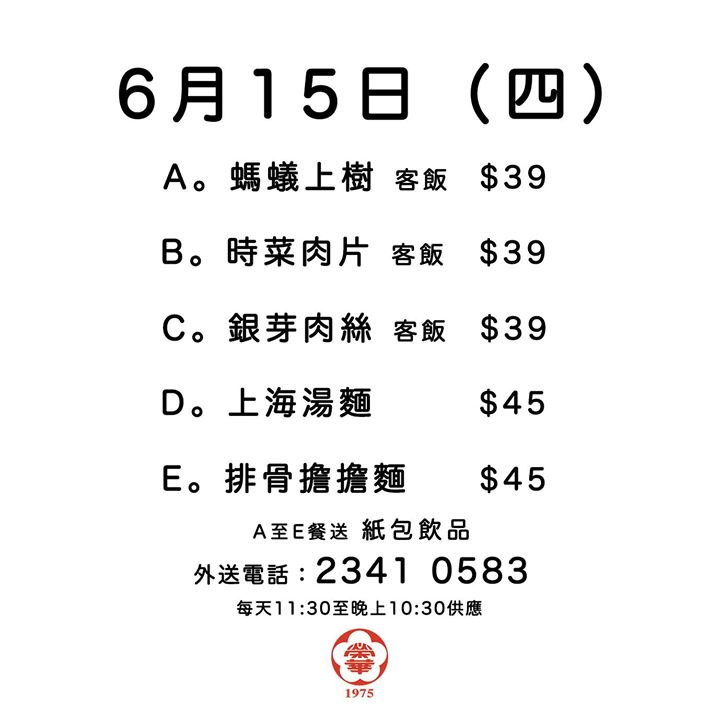 6月15日（四）
A。螞蟻上樹 客飯 $39
B。時菜肉片 客飯 $39
C。銀芽肉絲 客飯 $39
D。上海湯麵 $45
E。排骨擔擔麵 $45
A至E餐送 紙包飲品
外送電話：2341 0583
每天11:30至晚上10:30供應
榮華
1975